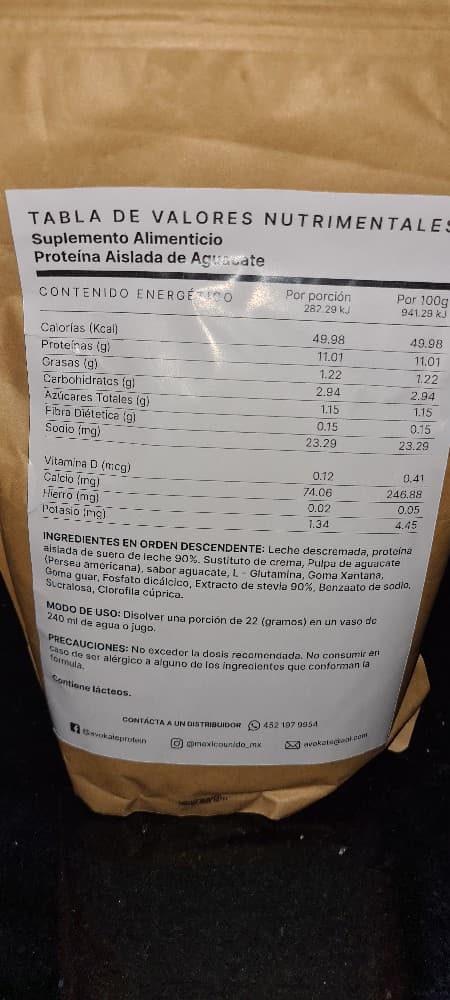 TABLA DE VALORES NUTRIMENTALES
Suplemento Alimenticio
Proteína Aislada de Aguacate
CONTENIDO ENERGÉTICO Por porción Por 100g
282.29 kJ 941.29 kJ
Calorías (Kcal) 49.98 49.98
Proteínas (g) 11.01 11.01
Grasas (g) 1.22 1.22
Carbohidratos (g) 2.94 2.94
Azúcares Totales (g) 1.15 1.15
Fibra Diétetica (g) 0.15 0.15
Sodio (mg) 23.29 23.29
Vitamina D (mcg) 0.12 0.41
Calcio (mg) 74.06 246.88
Hierro (mg) 0.02 0.05
Potasio (mg) 1.34 4.45
INGREDIENTES EN ORDEN DESCENDENTE: Leche descremada, proteína
aislada de suero de leche 90%. Sustituto de crema, Pulpa de aguacate
(Persea americana), sabor aguacate, L - Glutamina, Goma Xantana,
Goma guar, Fosfato dicálcico, Extracto de stevia 90%, Benzoato de sodio,
Sucralosa, Clorofila cúprica.
MODO DE USO: Disolver una porción de 22 (gramos) en un vaso de
240 ml de agua o jugo.
PRECAUCIONES: No exceder la dosis recomendada. No consumir en
caso de ser alérgico a alguno de los ingredientes que conforman la
fórmula.
Contiene lácteos.
CONTÁCTA A UN DISTRIBUIDOR 452 197 9954
@avokateprotein @mexicounido_mx avokate@aol.com